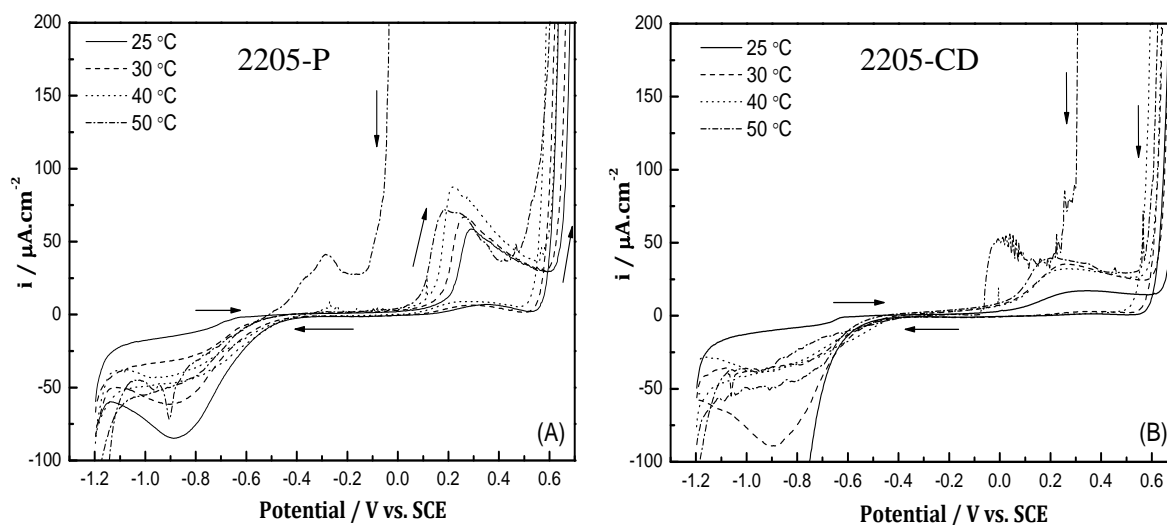 200
150
100
50
0
-50
-100
i / μA.cm-2
25 °C
30 °C
40 °C
50 °C
2205-P
(A)
-1.2 -1.0 -0.8 -0.6 -0.4 -0.2 0.0 0.2 0.4 0.6
Potential / V vs. SCE
200
150
100
50
0
-50
-100
i / μA.cm-2
25 °C
30 °C
40 °C
50 °C
2205-CD
(B)
-1.2 -1.0 -0.8 -0.6 -0.4 -0.2 0.0 0.2 0.4 0.6
Potential / V vs. SCE